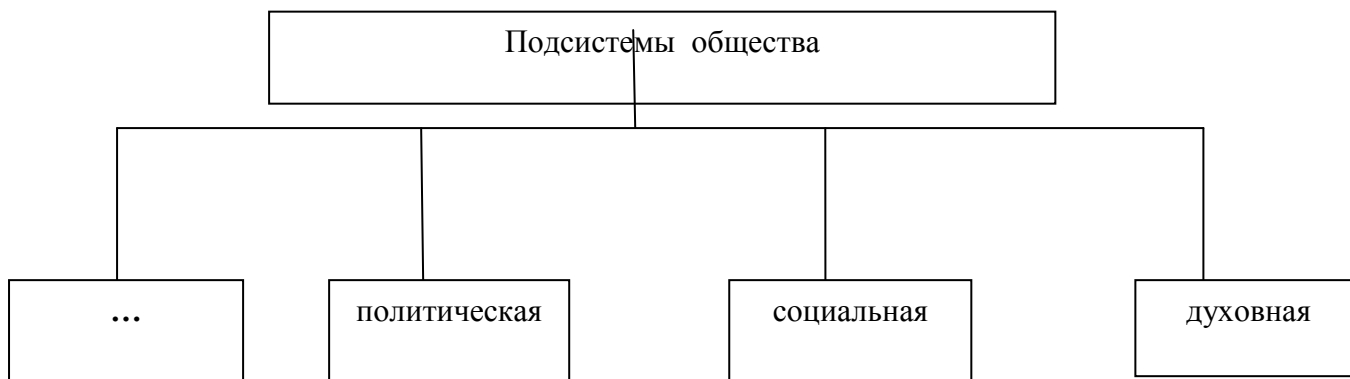 Подсистемы общества
...
политическая
социальная
духовная